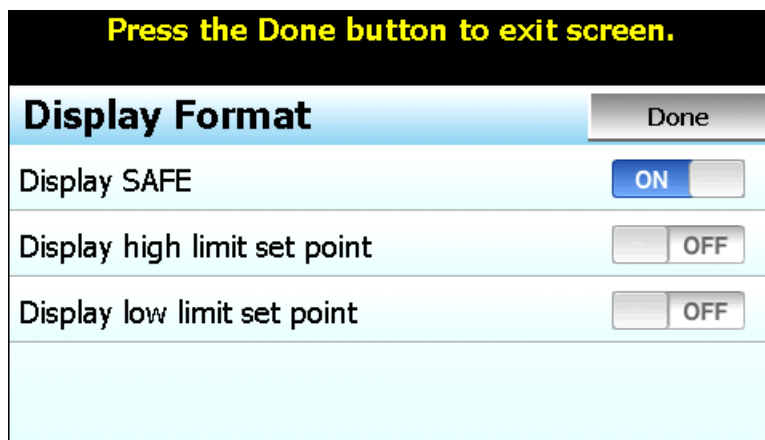 Press the Done button to exit screen.
Display Format
Done
Display SAFE
ON
Display high limit set point
OFF
Display low limit set point
OFF